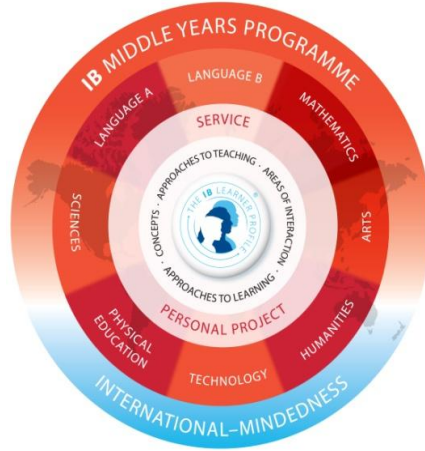 IB MIDDLE YEARS PROGRAMME
LANGUAGE B
LANGUAGE A
MATHEMATICS
SERVICE
SCIENCES
ARTS
CONCEPTS · APPROACHES TO TEACHING · AREAS OF INTERACTION · APPROACHES TO LEARNING ·
THE IB LEARNER PROFILE
®
PERSONAL PROJECT
PHYSICAL
EDUCATION
HUMANITIES
TECHNOLOGY
INTERNATIONAL–MINDEDNESS